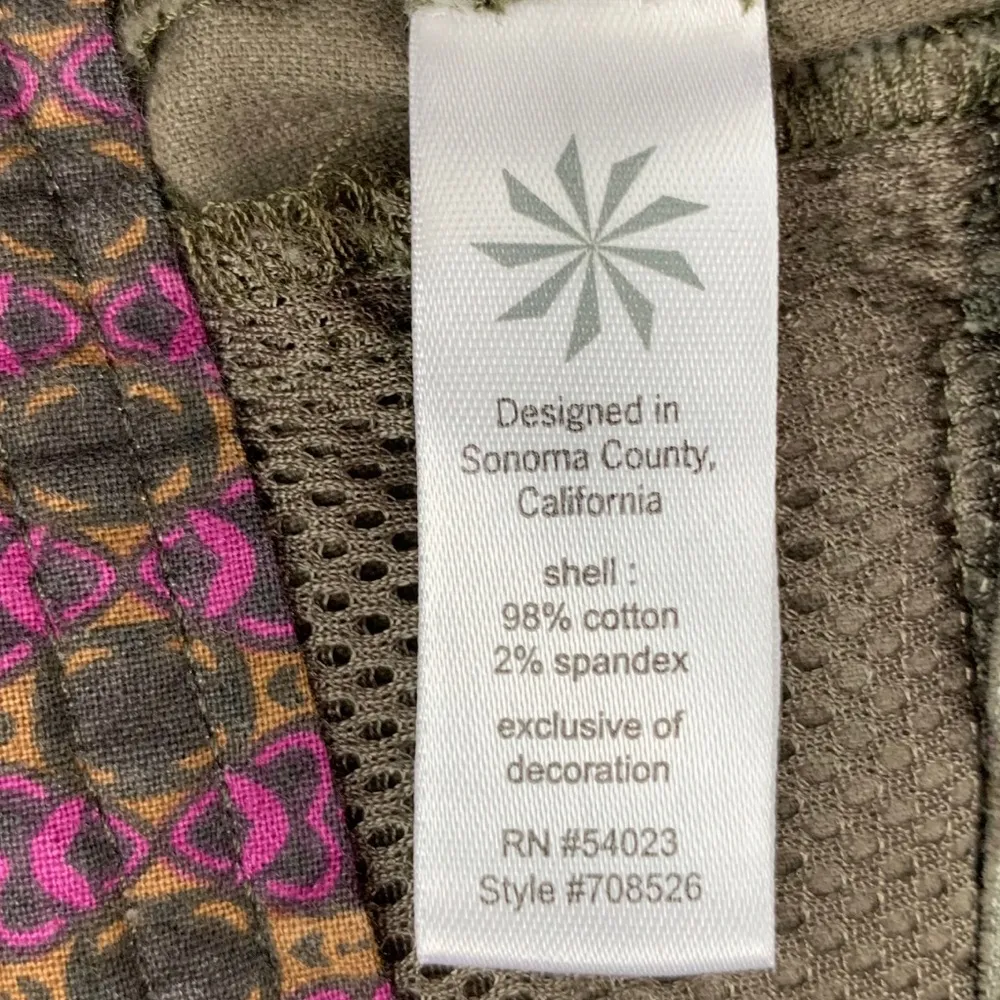 Designed in
Sonoma County,
California
shell :
98% cotton
2% spandex
exclusive of
decoration
RN #54023
Style #708526